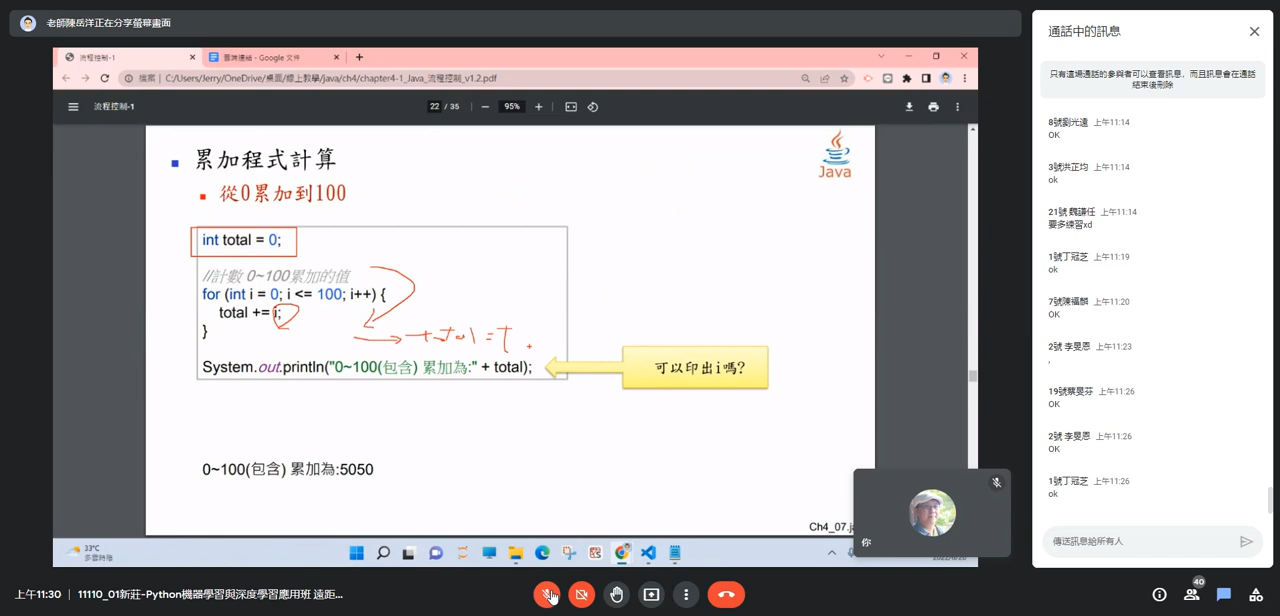 老師陳岳洋正在分享螢幕畫面
流程控制-1
雲端連結 - Google 文件
檔案 | C:/Users/Jerry/OneDrive/桌面/線上教學/java/ch4/chapter4-1_Java_流程控制_v1.2.pdf
流程控制-1
22 / 35
95%
Java
累加程式計算
從0累加到100
int total = 0;
//計數 0~100累加的值
for (int i = 0; i <= 100; i++) {
total += i;
}
total = T
System.out.println("0~100(包含) 累加為:" + total);
可以印出i嗎?
0~100(包含) 累加為:5050
你
33°C
多雲時晴
上午11:30 | 11110_01新莊-Python機器學習與深度學習應用班 遠距...
通話中的訊息
只有這場通話的參與者可以查看訊息，而且訊息會在通話
結束後刪除
8號劉光遠 上午11:14
OK
3號洪正均 上午11:14
ok
21號 魏謙任 上午11:14
要多練習xd
1號丁冠芝 上午11:19
ok
7號陳福麟 上午11:20
OK
2號 李旻恩 上午11:23
,
19號蔡旻芬 上午11:26
OK
2號 李旻恩 上午11:26
OK
1號丁冠芝 上午11:26
ok
傳送訊息給所有人
40